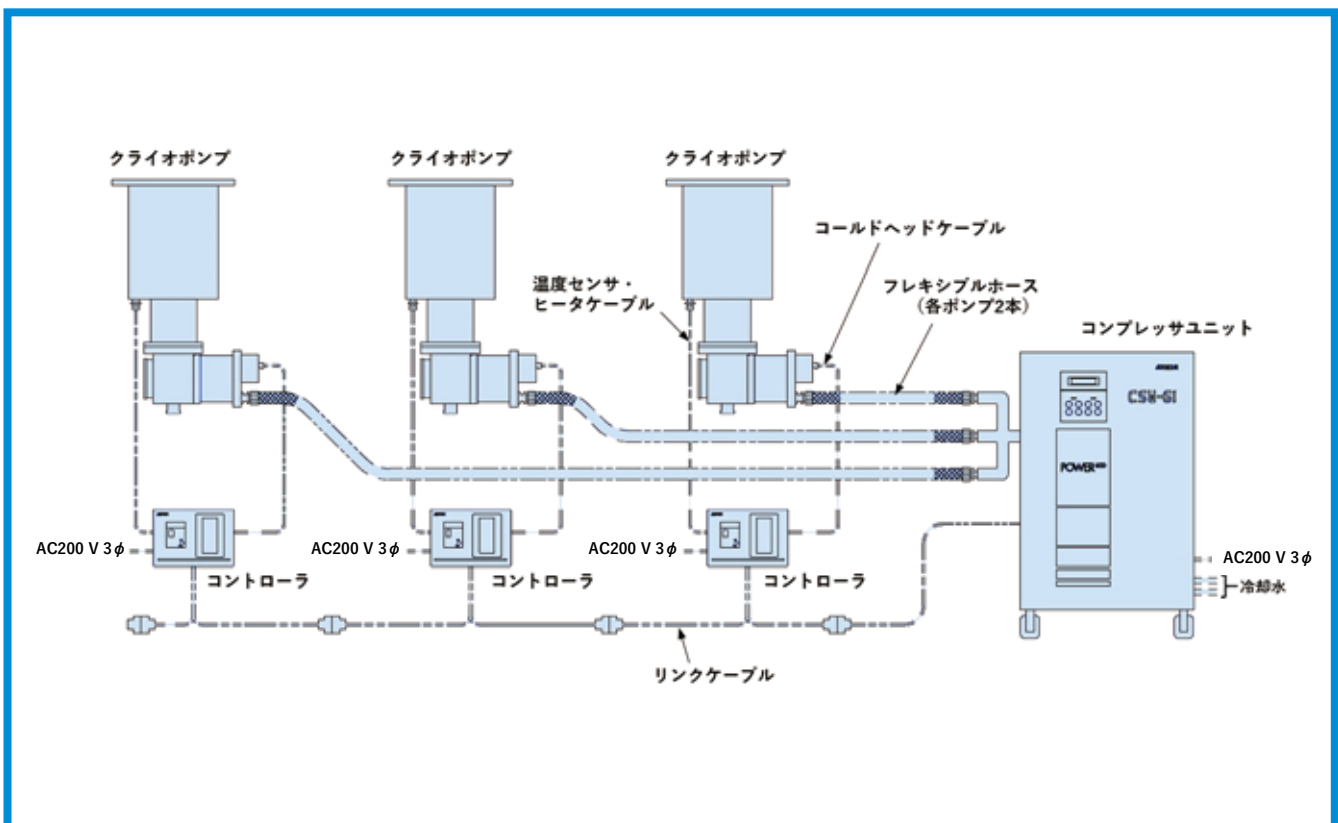 クライオポンプ
クライオポンプ
クライオポンプ
コールドヘッドケーブル
温度センサ・
ヒータケーブル
フレキシブルホース
(各ポンプ2本)
コンプレッサユニット
POWER
AC200 V 3φ
コントローラ
AC200 V 3φ
コントローラ
AC200 V 3φ
コントローラ
AC200 V 3φ
冷却水
リンクケーブル